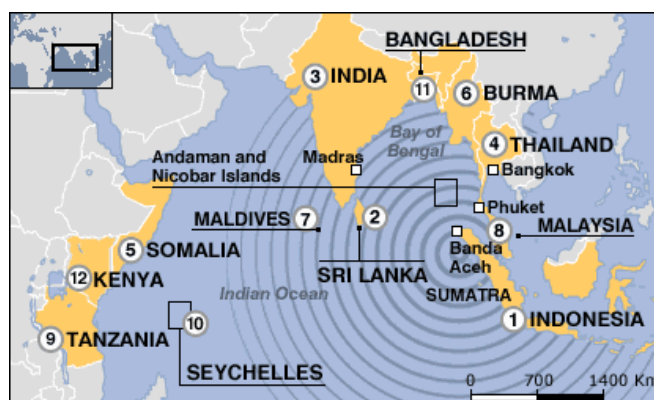 BANGLADESH
3 INDIA
11
6 BURMA
Bay of
Bengal
4 THAILAND
Andaman and
Nicobar Islands
Madras
Bangkok
Phuket
MALDIVES 7
2
8
MALAYSIA
5 SOMALIA
Banda
Aceh
SRI LANKA
12 KENYA
Indian Ocean
SUMATRA
10
1 INDONESIA
9 TANZANIA
SEYCHELLES
0 700 1400 Km